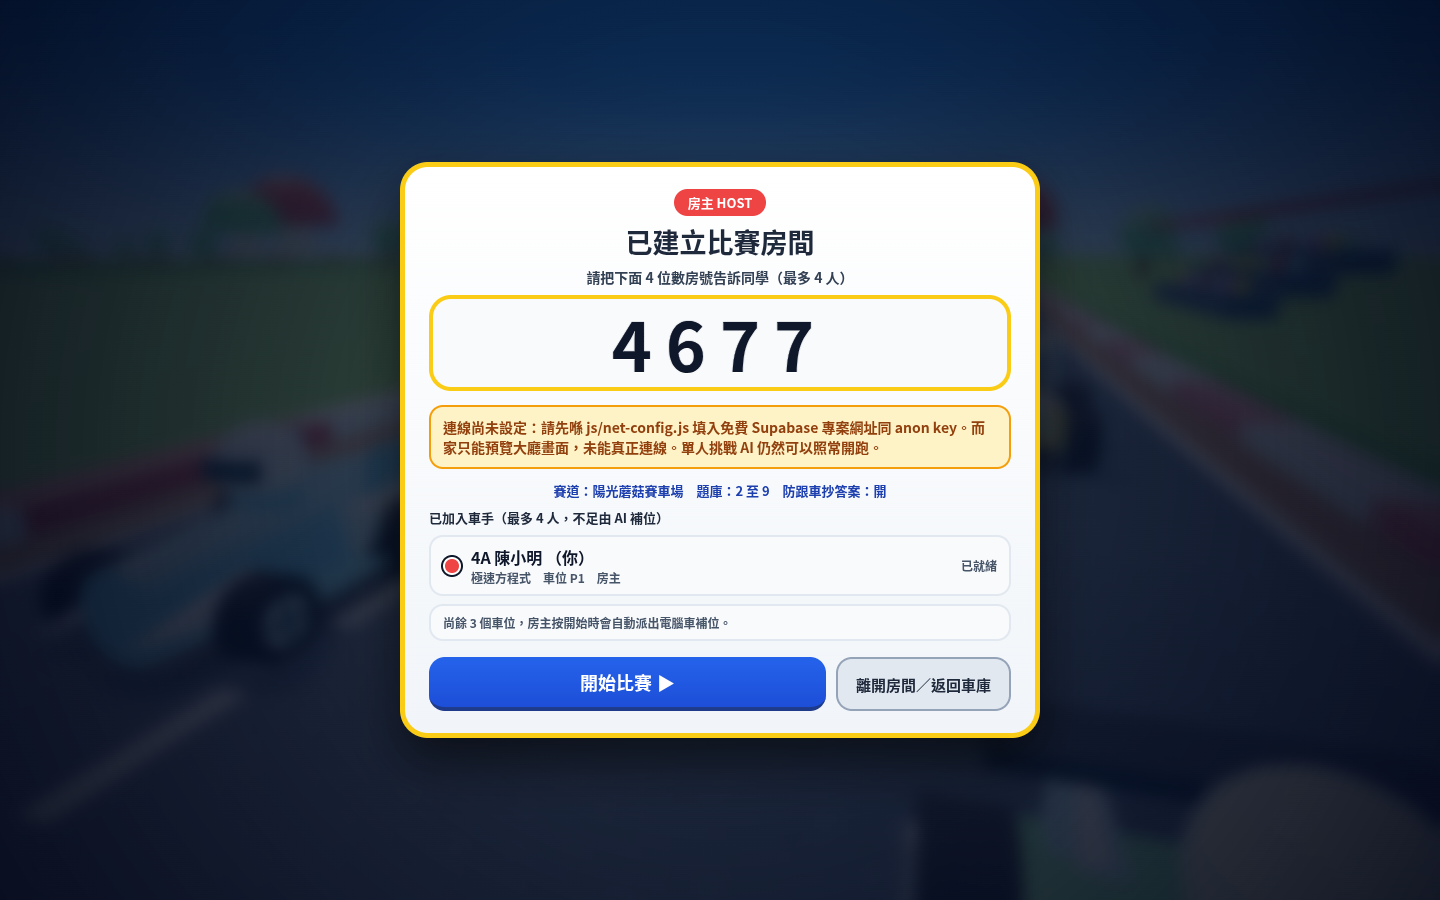 房主 HOST
已建立比賽房間
請把下面 4 位數房號告訴同學（最多 4 人）
4677
連線尚未設定：請先喺 js/net-config.js 填入免費 Supabase 專案網址同 anon key。而
家只能預覽大廳畫面，未能真正連線。單人挑戰 AI 仍然可以照常開跑。
賽道：陽光蘑菇賽車場　題庫：2 至 9　防跟車抄答案：開
已加入車手（最多 4 人，不足由 AI 補位）
4A 陳小明 （你）
已就緒
極速方程式　車位 P1　房主
尚餘 3 個車位，房主按開始時會自動派出電腦車補位。
開始比賽 ▶
離開房間／返回車庫